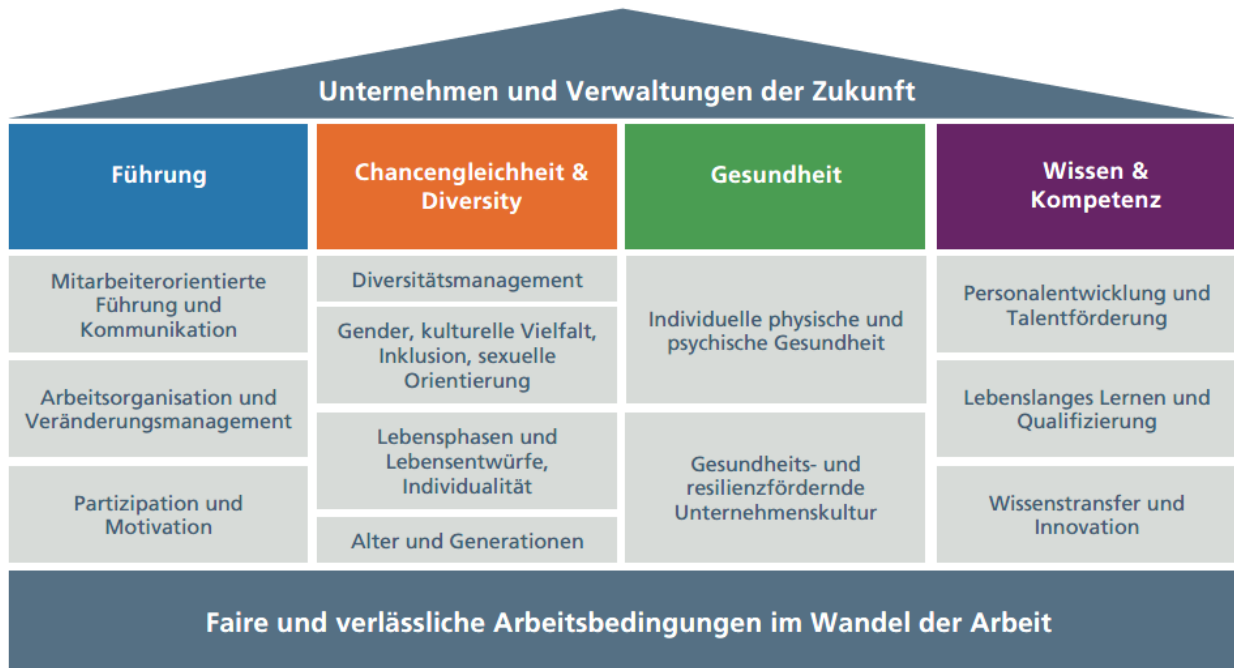 Unternehmen und Verwaltungen der Zukunft
Führung
Chancengleichheit &
Diversity
Gesundheit
Wissen &
Kompetenz
Mitarbeiterorientierte
Führung und
Kommunikation
Arbeitsorganisation und
Veränderungsmanagement
Partizipation und
Motivation
Diversitätsmanagement
Gender, kulturelle Vielfalt,
Inklusion, sexuelle
Orientierung
Lebensphasen und
Lebensentwürfe,
Individualität
Alter und Generationen
Individuelle physische und
psychische Gesundheit
Gesundheits- und
resilienzfördernde
Unternehmenskultur
Personalentwicklung und
Talentförderung
Lebenslanges Lernen und
Qualifizierung
Wissenstransfer und
Innovation
Faire und verlässliche Arbeitsbedingungen im Wandel der Arbeit